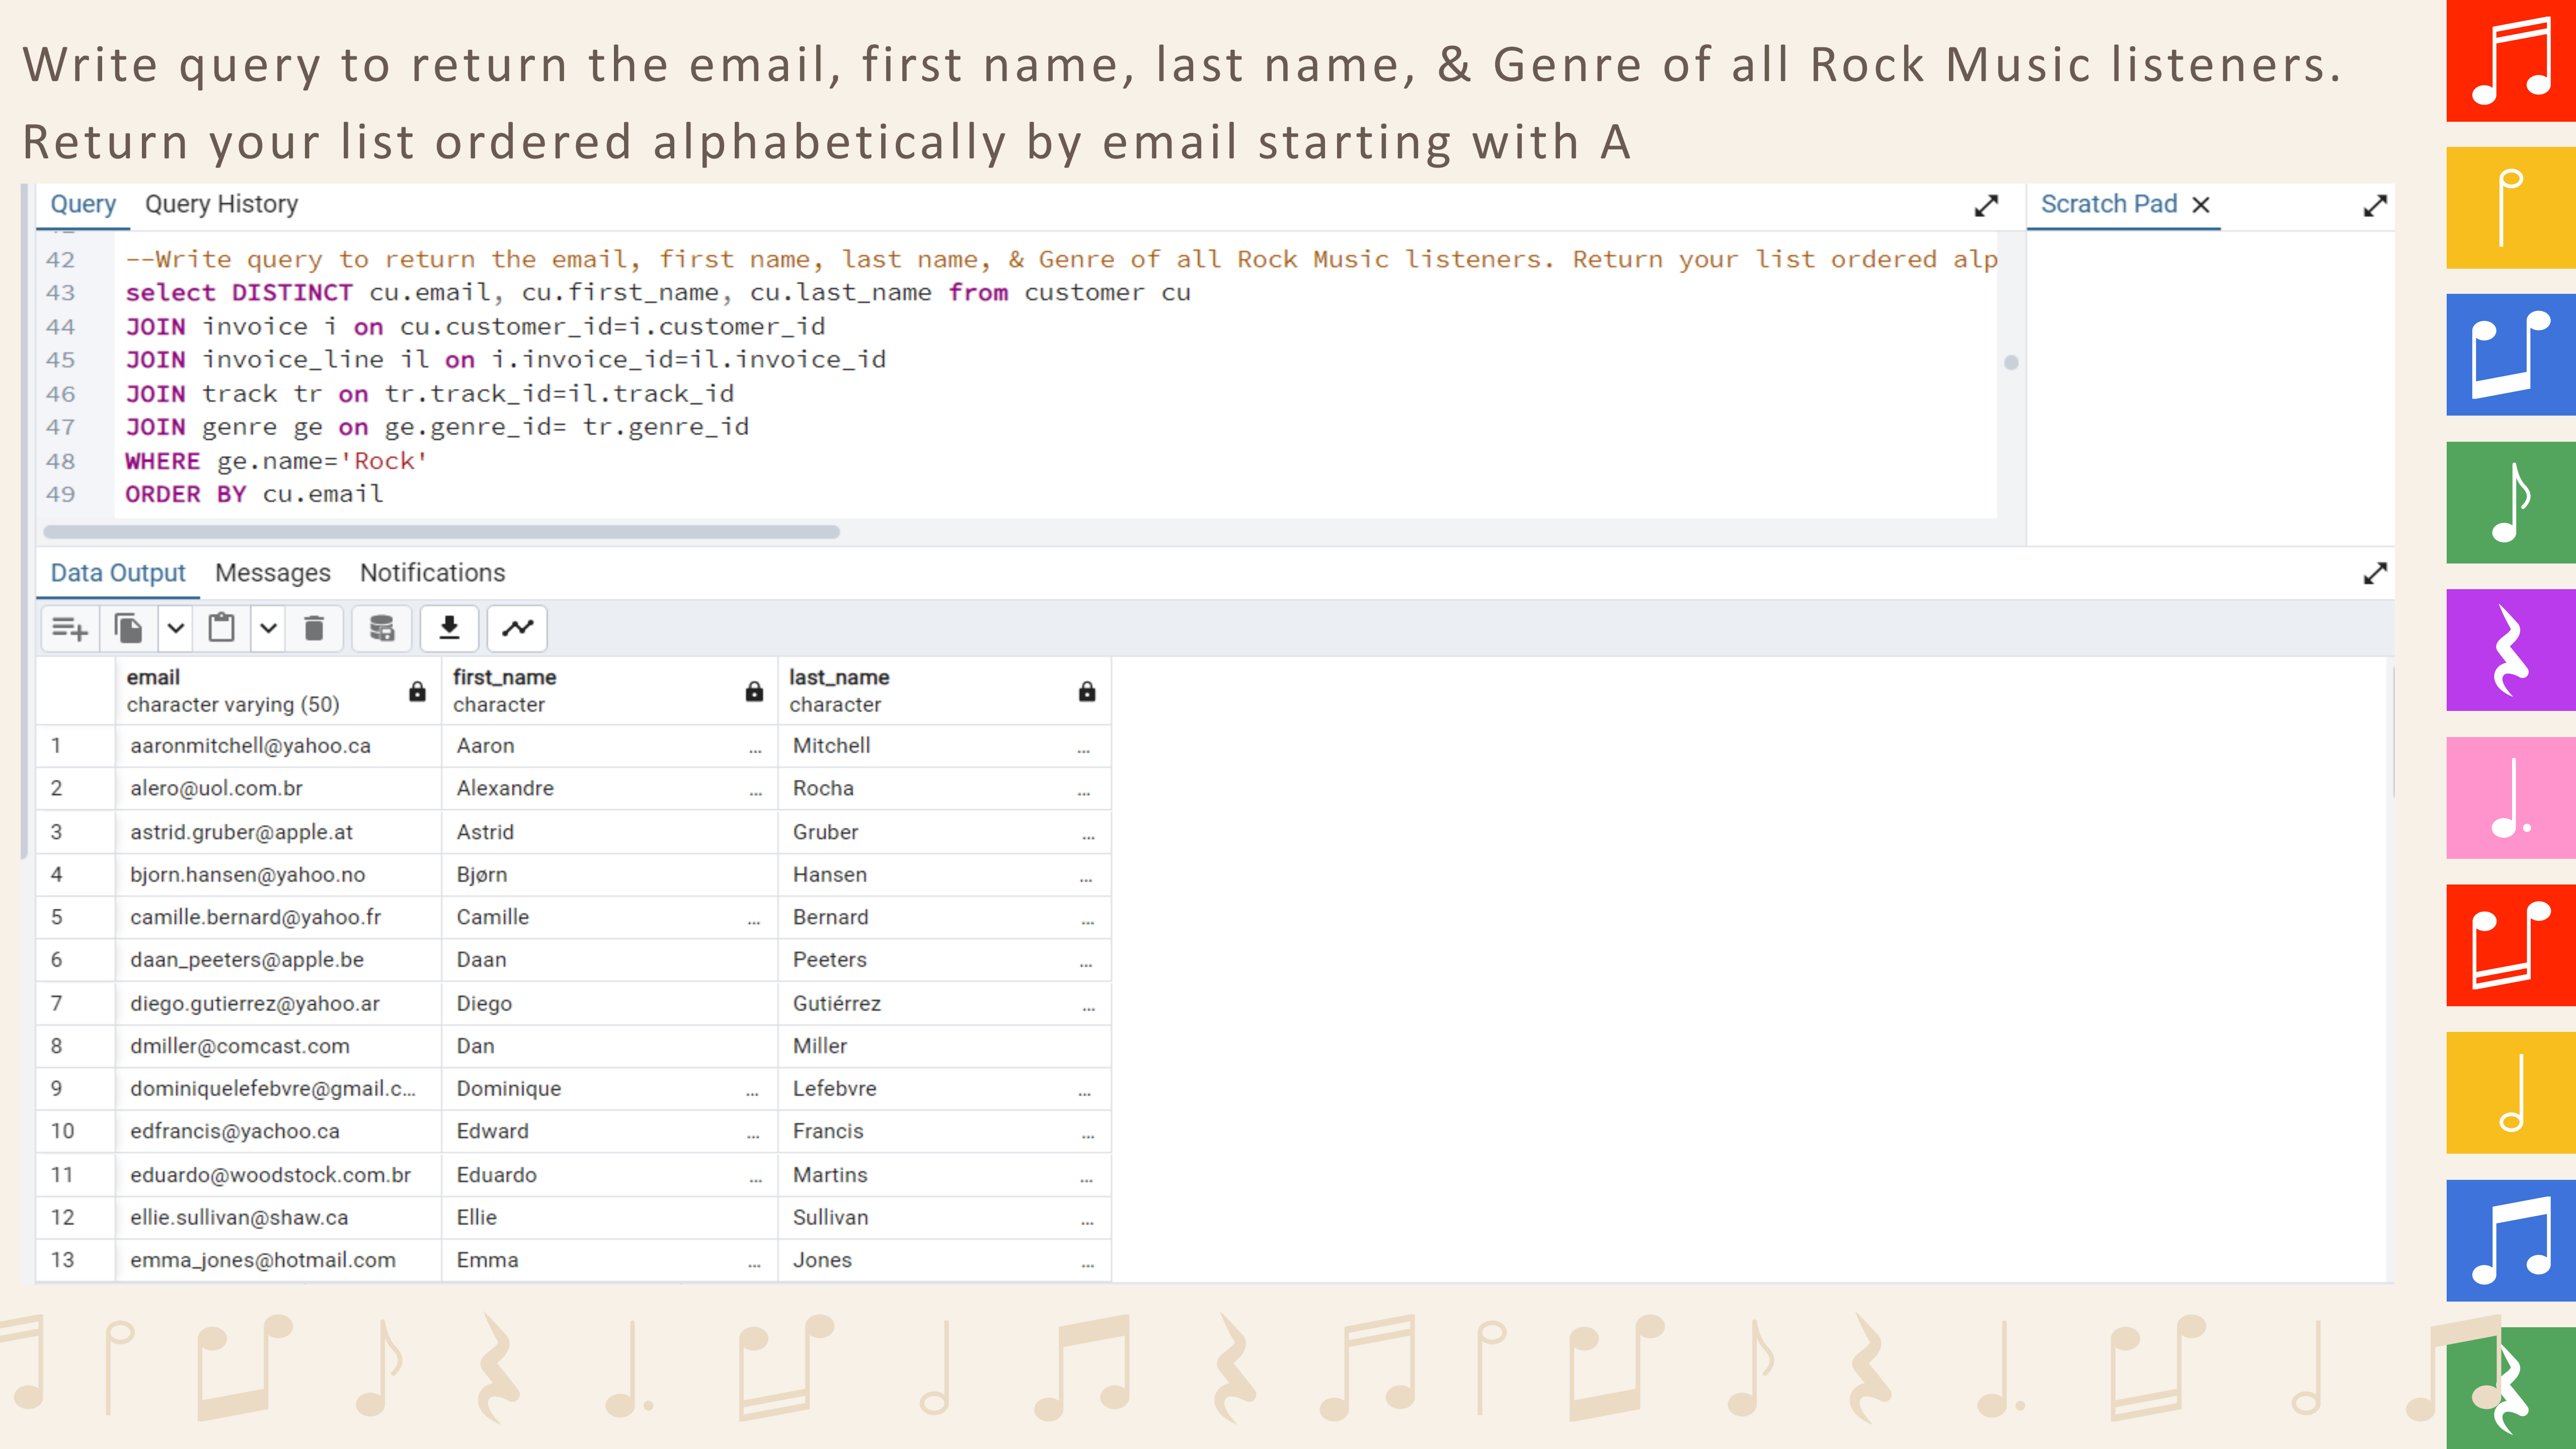 Write query to return the email, first name, last name, & Genre of all Rock Music listeners.
Return your list ordered alphabetically by email starting with A
Query Query History Scratch Pad ×
42 --Write query to return the email, first name, last name, & Genre of all Rock Music listeners. Return your list ordered alp
43 select DISTINCT cu.email, cu.first_name, cu.last_name from customer cu
44 JOIN invoice i on cu.customer_id=i.customer_id
45 JOIN invoice_line il on i.invoice_id=il.invoice_id
46 JOIN track tr on tr.track_id=il.track_id
47 JOIN genre ge on ge.genre_id= tr.genre_id
48 WHERE ge.name='Rock'
49 ORDER BY cu.email
Data Output Messages Notifications
email first_name last_name
character varying (50) character character
1 aaronmitchell@yahoo.ca Aaron ... Mitchell ...
2 alero@uol.com.br Alexandre ... Rocha ...
3 astrid.gruber@apple.at Astrid Gruber ...
4 bjorn.hansen@yahoo.no Bjørn Hansen ...
5 camille.bernard@yahoo.fr Camille ... Bernard ...
6 daan_peeters@apple.be Daan Peeters ...
7 diego.gutierrez@yahoo.ar Diego Gutiérrez ...
8 dmiller@comcast.com Dan Miller
9 dominiquelefebvre@gmail.c... Dominique ... Lefebvre ...
10 edfrancis@yachoo.ca Edward ... Francis ...
11 eduardo@woodstock.com.br Eduardo ... Martins ...
12 ellie.sullivan@shaw.ca Ellie Sullivan ...
13 emma_jones@hotmail.com Emma ... Jones ...